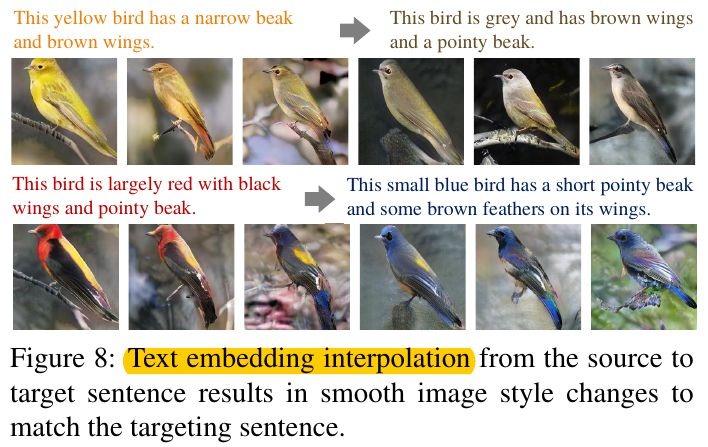 This yellow bird has a narrow beak
and brown wings.
This bird is grey and has brown wings
and a pointy beak.
This bird is largely red with black
wings and pointy beak.
This small blue bird has a short pointy beak
and some brown feathers on its wings.
Figure 8: Text embedding interpolation from the source to
target sentence results in smooth image style changes to
match the targeting sentence.